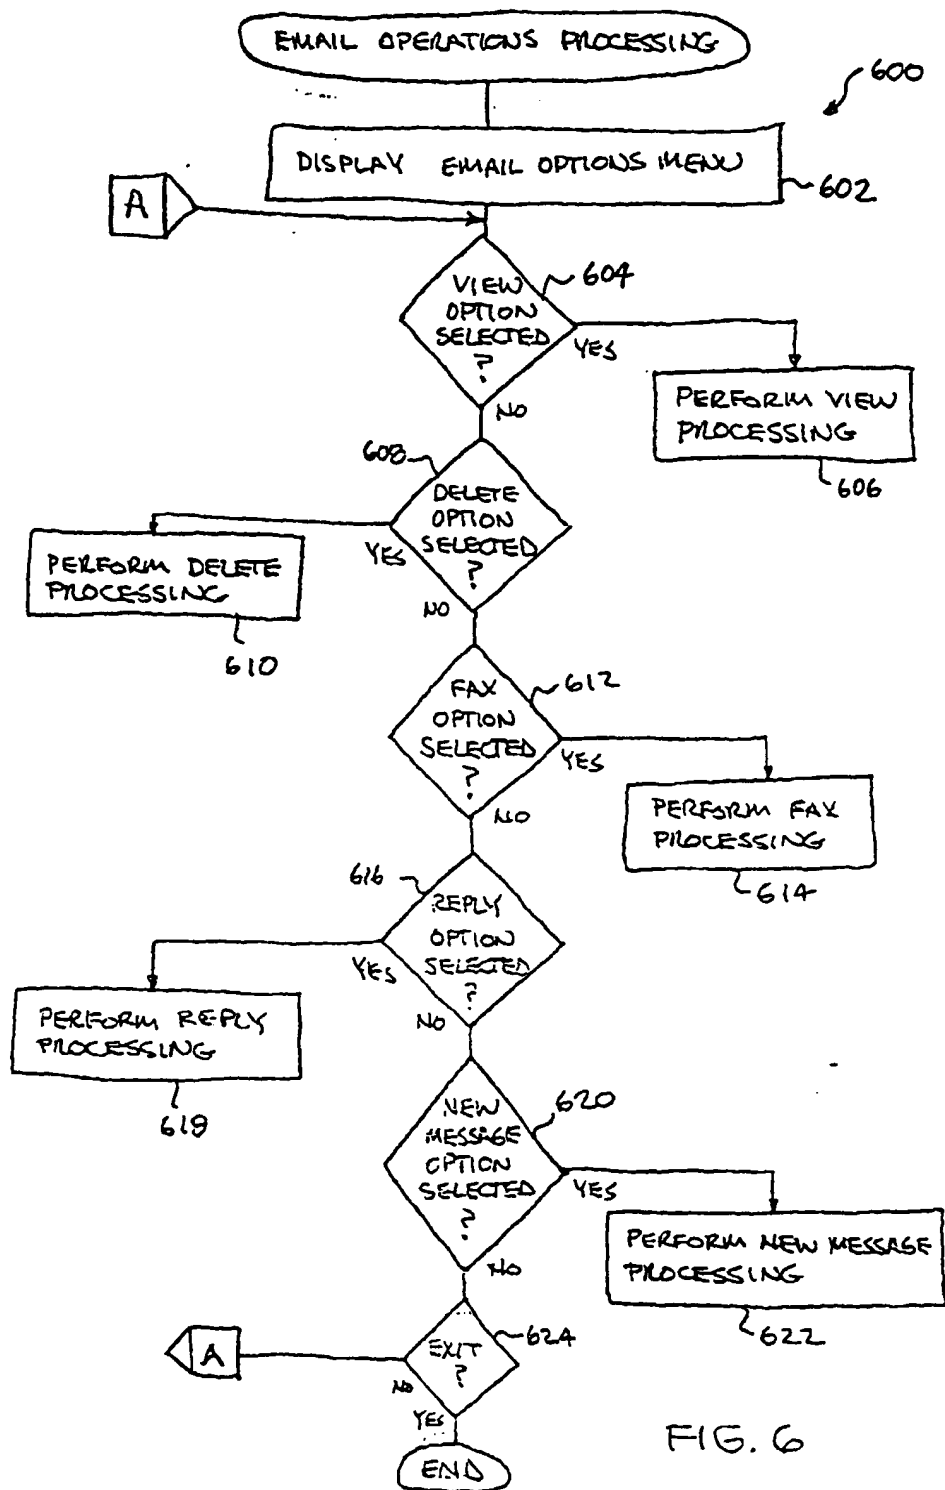 EMAIL OPERATIONS PROCESSING
600
DISPLAY EMAIL OPTIONS MENU
602
A
VIEW
OPTION
SELECTED
?
604
YES
NO
PERFORM VIEW
PROCESSING
606
608
DELETE
OPTION
SELECTED
?
YES
NO
PERFORM DELETE
PROCESSING
610
FAX
OPTION
SELECTED
?
612
YES
NO
PERFORM FAX
PROCESSING
614
616
REPLY
OPTION
SELECTED
?
YES
NO
PERFORM REPLY
PROCESSING
618
NEW
MESSAGE
OPTION
SELECTED
?
620
YES
NO
PERFORM NEW MESSAGE
PROCESSING
622
EXIT
?
624
A
NO
YES
END
FIG. 6